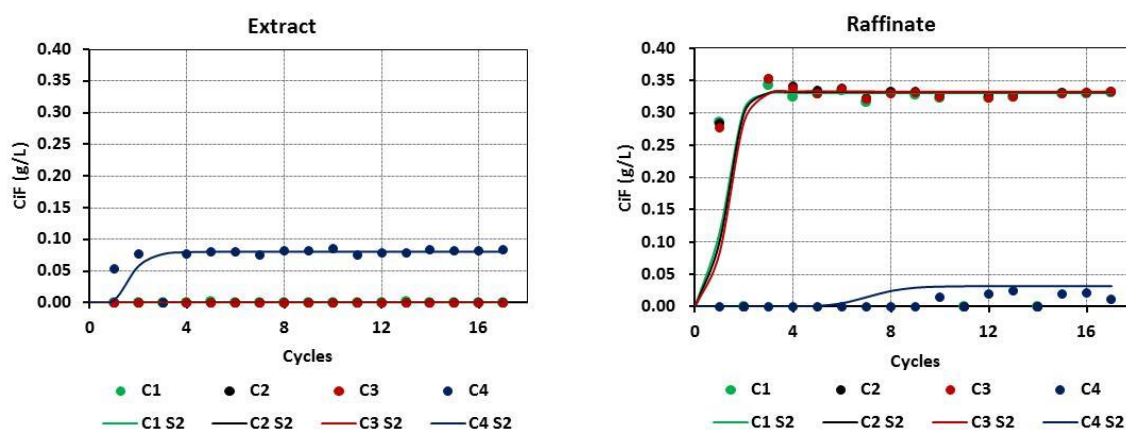 Extract
0.40
0.35
0.30
0.25
0.20
0.15
0.10
0.05
0.00
CiF (g/L)
0 4 8 12 16
Cycles
C1 C2 C3 C4
C1 S2 C2 S2 C3 S2 C4 S2
Raffinate
0.40
0.35
0.30
0.25
0.20
0.15
0.10
0.05
0.00
CiF (g/L)
0 4 8 12 16
Cycles
C1 C2 C3 C4
C1 S2 C2 S2 C3 S2 C4 S2